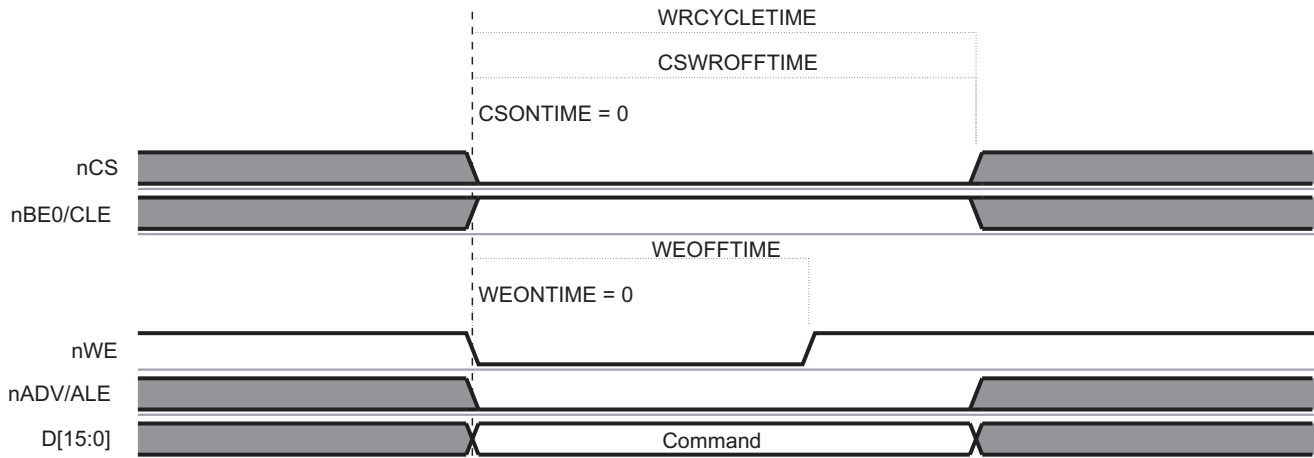 WRCYCLETIME
CSWROFFTIME
CSONTIME = 0
nCS
nBE0/CLE
WEOFFTIME
WEONTIME = 0
nWE
nADV/ALE
D[15:0]
Command